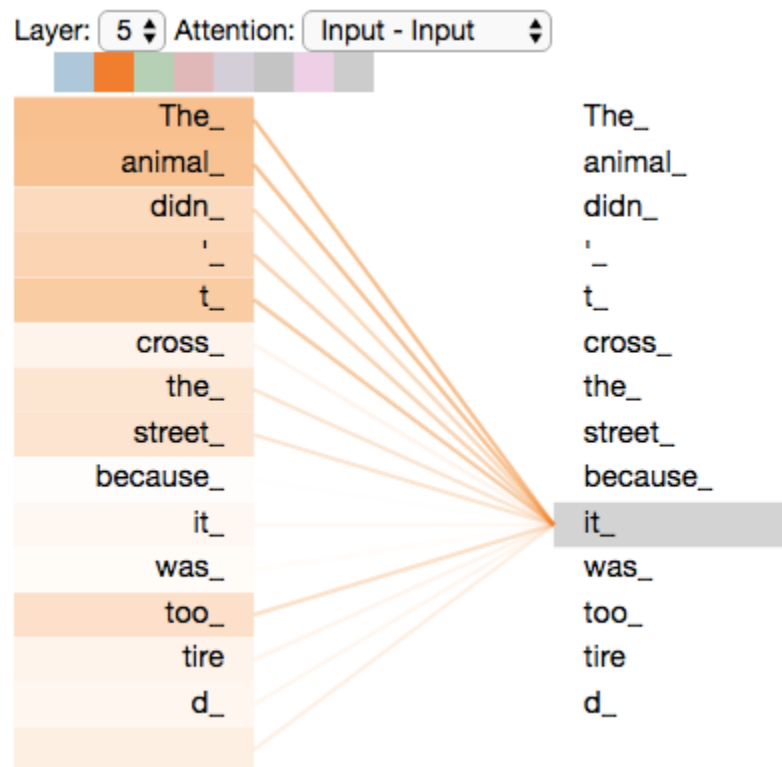 Layer: 5 Attention: Input - Input
The_ The_
animal_ animal_
didn_ didn_
'_ '_
t_ t_
cross_ cross_
the_ the_
street_ street_
because_ because_
it_ it_
was_ was_
too_ too_
tire tire
d_ d_